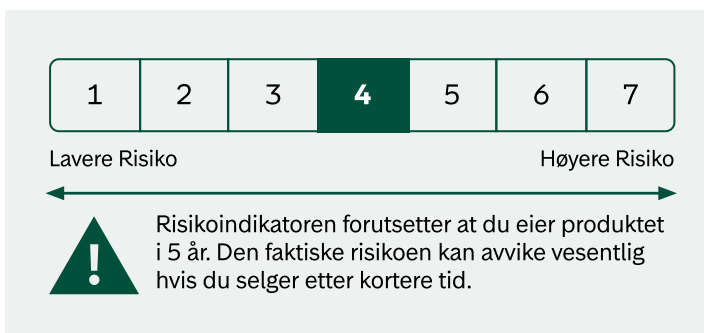 1 2 3 4 5 6 7
Lavere Risiko Høyere Risiko
!
Risikoindikatoren forutsetter at du eier produktet
i 5 år. Den faktiske risikoen kan avvike vesentlig
hvis du selger etter kortere tid.